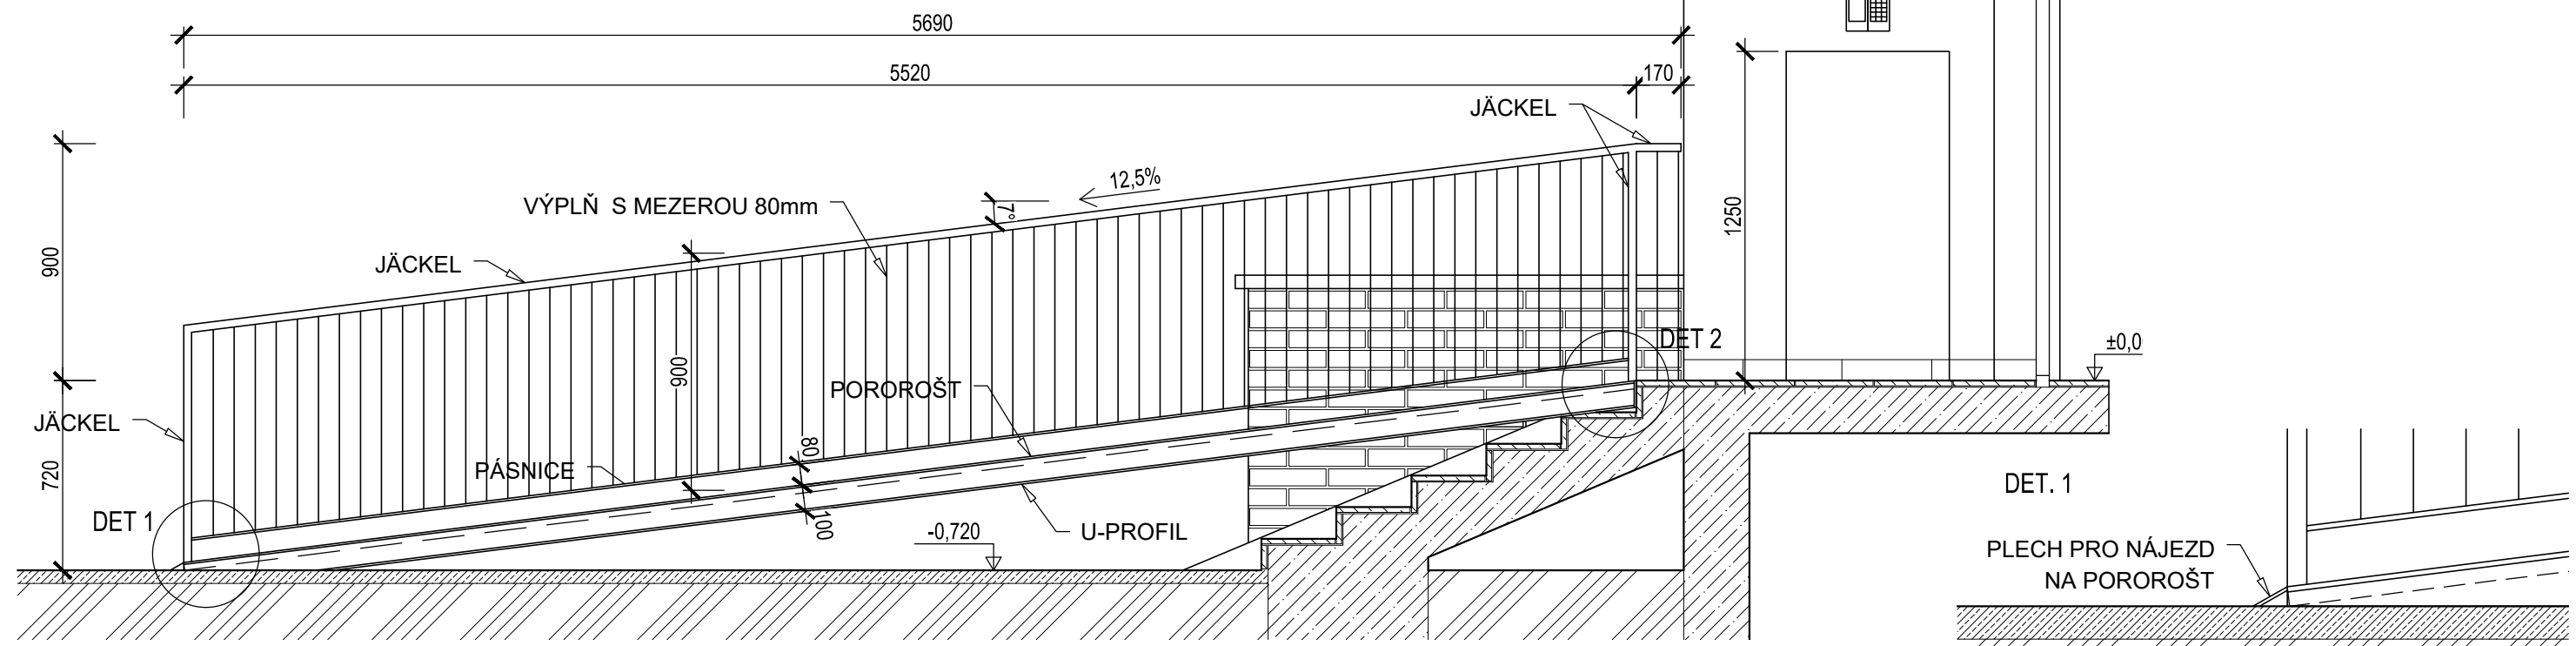 5690
5520
170
JÄCKEL
12,5%
7°
VÝPLŇ S MEZEROU 80mm
1250
900
JÄCKEL
DET 2
±0,0
900
POROROŠT
JÄCKEL
80
PÁSNICE
720
DET. 1
DET 1
100
-0,720
U-PROFIL
PLECH PRO NÁJEZD
NA POROROŠT